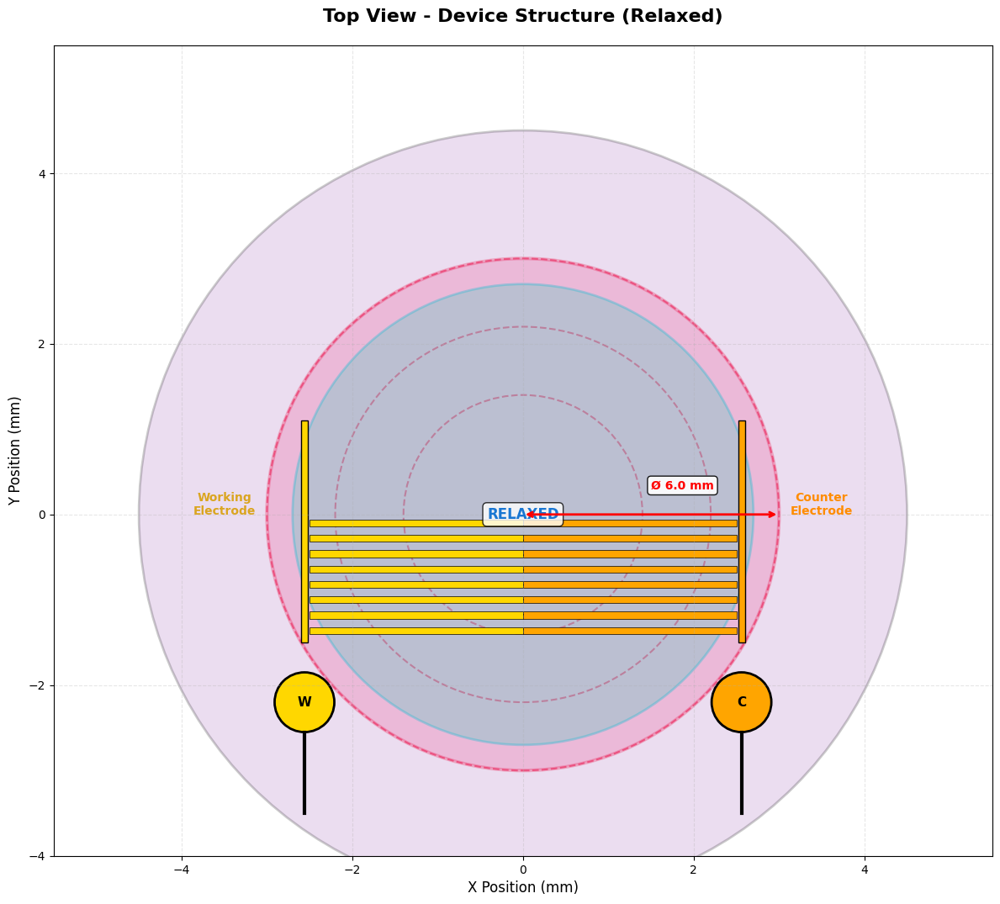 Top View - Device Structure (Relaxed)
Y Position (mm)
4
2
0
−2
−4
Ø 6.0 mm
Working
Electrode
RELAXED
Counter
Electrode
W
C
−4
−2
0
2
4
X Position (mm)